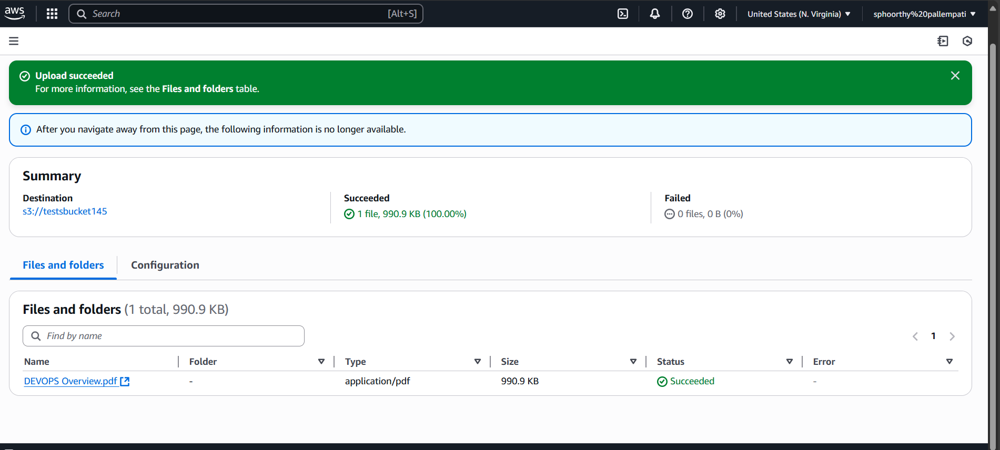 aws
Search [Alt+S] United States (N. Virginia) sphoorthy%20pallempati
Upload succeeded
For more information, see the Files and folders table.
After you navigate away from this page, the following information is no longer available.
Summary
Destination Succeeded Failed
s3://testsbucket145 1 file, 990.9 KB (100.00%) 0 files, 0 B (0%)
Files and folders Configuration
Files and folders (1 total, 990.9 KB)
Find by name 1
Name Folder Type Size Status Error
DEVOPS Overview.pdf - application/pdf 990.9 KB Succeeded -